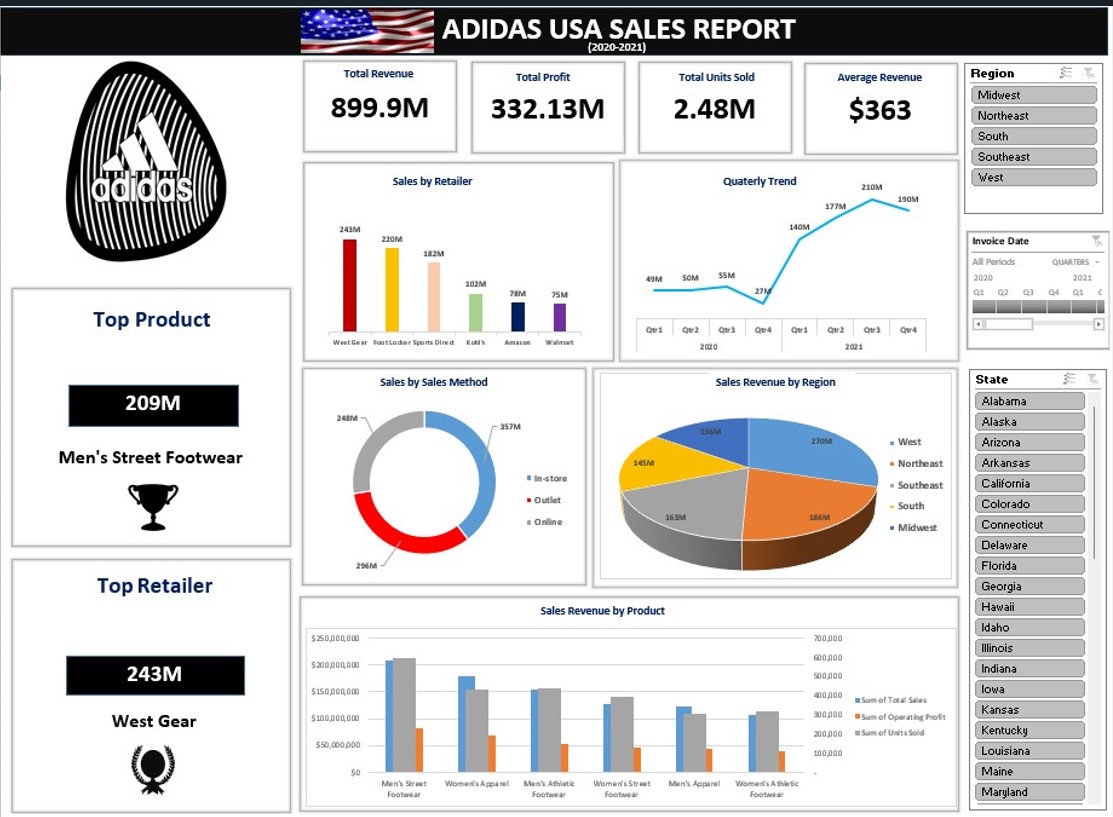 ADIDAS USA SALES REPORT
(2020-2021)
adidas
Total Revenue
899.9M
Total Profit
332.13M
Total Units Sold
2.48M
Average Revenue
$363
Region
Midwest
Northeast
South
Southeast
West
Sales by Retailer
243M
220M
182M
102M
78M
75M
West Gear Foot Locker Sports Direct Kohl's Amazon Walmart
Quaterly Trend
49M
50M
55M
27M
140M
177M
210M
190M
Qtr1 Qtr2 Qtr3 Qtr4 Qtr1 Qtr2 Qtr3 Qtr4
2020 2021
Invoice Date
All Periods QUARTERS
2020 2021
Q1 Q2 Q3 Q4 Q1
Top Product
209M
Men's Street Footwear
Top Retailer
243M
West Gear
Sales by Sales Method
248M
357M
296M
In-store
Outlet
Online
Sales Revenue by Region
136M
270M
145M
163M
186M
West
Northeast
Southeast
South
Midwest
State
Alabama
Alaska
Arizona
Arkansas
California
Colorado
Connecticut
Delaware
Florida
Georgia
Hawaii
Idaho
Illinois
Indiana
Iowa
Kansas
Kentucky
Louisiana
Maine
Maryland
Sales Revenue by Product
$250,000,000
$200,000,000
$150,000,000
$100,000,000
$50,000,000
$0
700,000
600,000
500,000
400,000
300,000
200,000
100,000
-
Men's Street Footwear
Women's Apparel
Men's Athletic Footwear
Women's Street Footwear
Men's Apparel
Women's Athletic Footwear
Sum of Total Sales
Sum of Operating Profit
Sum of Units Sold